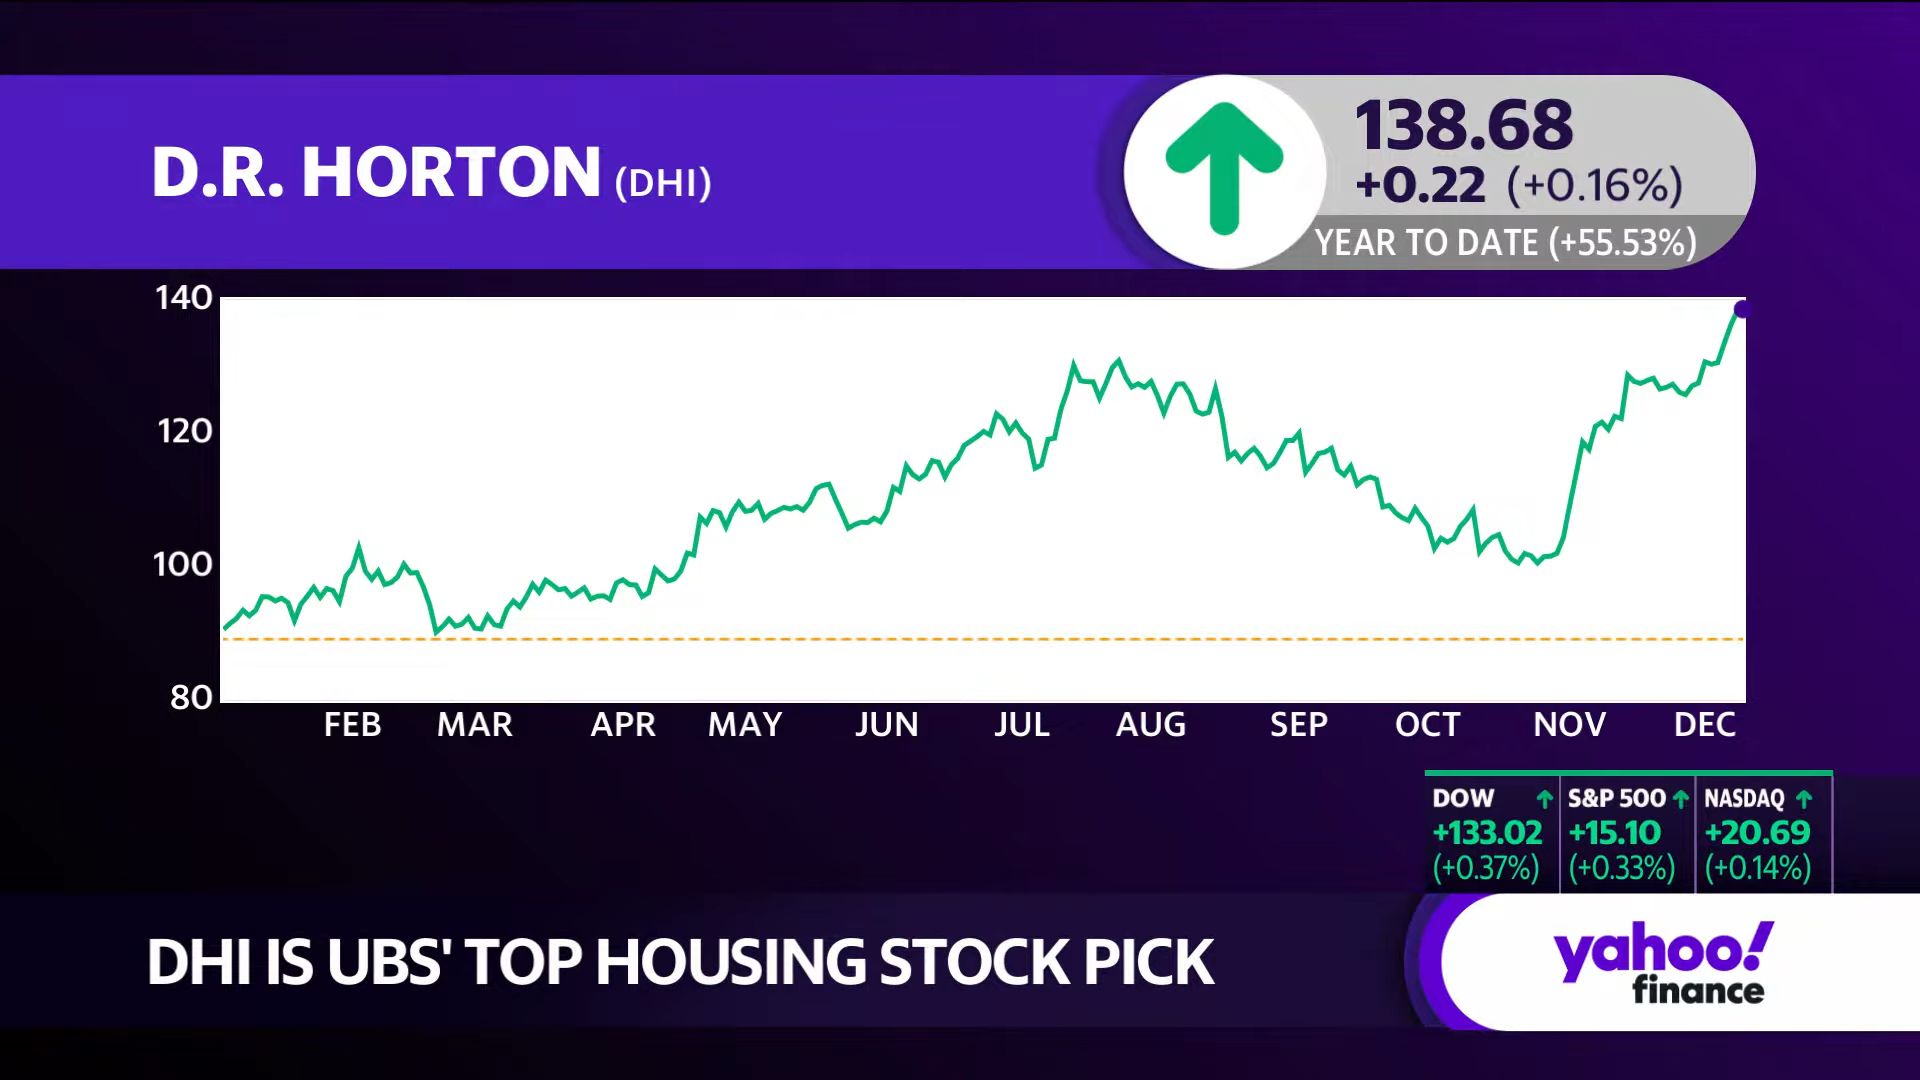 D.R. HORTON (DHI)
138.68
+0.22 (+0.16%)
YEAR TO DATE (+55.53%)
140
120
100
80
FEB MAR APR MAY JUN JUL AUG SEP OCT NOV DEC
DOW S&P 500 NASDAQ
+133.02 +15.10 +20.69
(+0.37%) (+0.33%) (+0.14%)
DHI IS UBS' TOP HOUSING STOCK PICK
yahoo!
finance